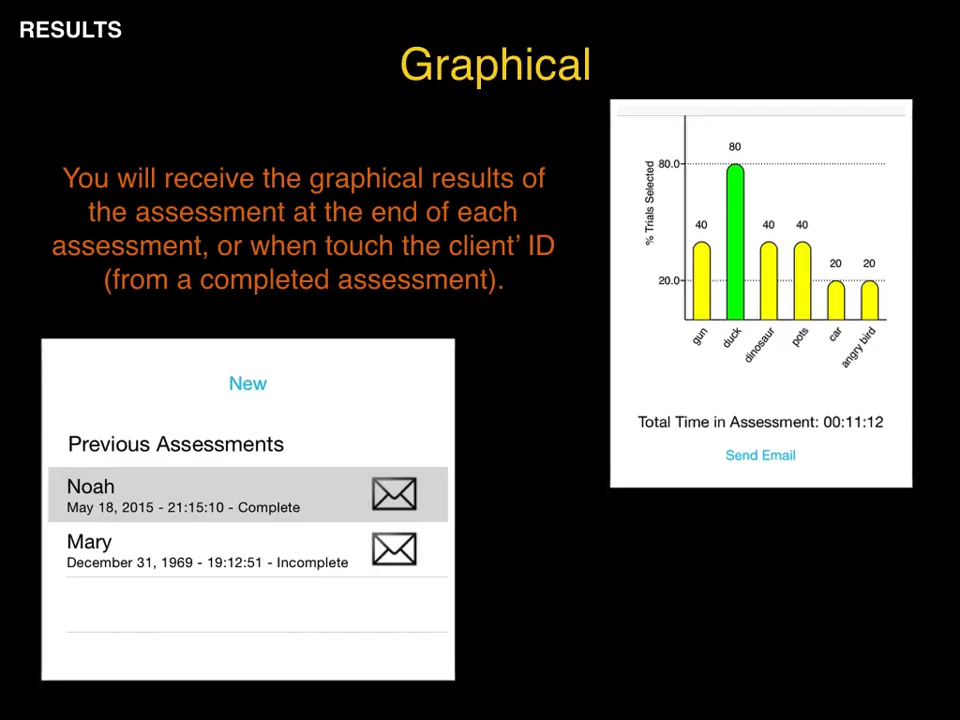 RESULTS
Graphical
You will receive the graphical results of
the assessment at the end of each
assessment, or when touch the client’ ID
(from a completed assessment).
New
Previous Assessments
Noah
May 18, 2015 - 21:15:10 - Complete
Mary
December 31, 1969 - 19:12:51 - Incomplete
% Trials Selected
80.0
20.0
40
80
40
40
20
20
gun
duck
dinosaur
pots
car
angry bird
Total Time in Assessment: 00:11:12
Send Email